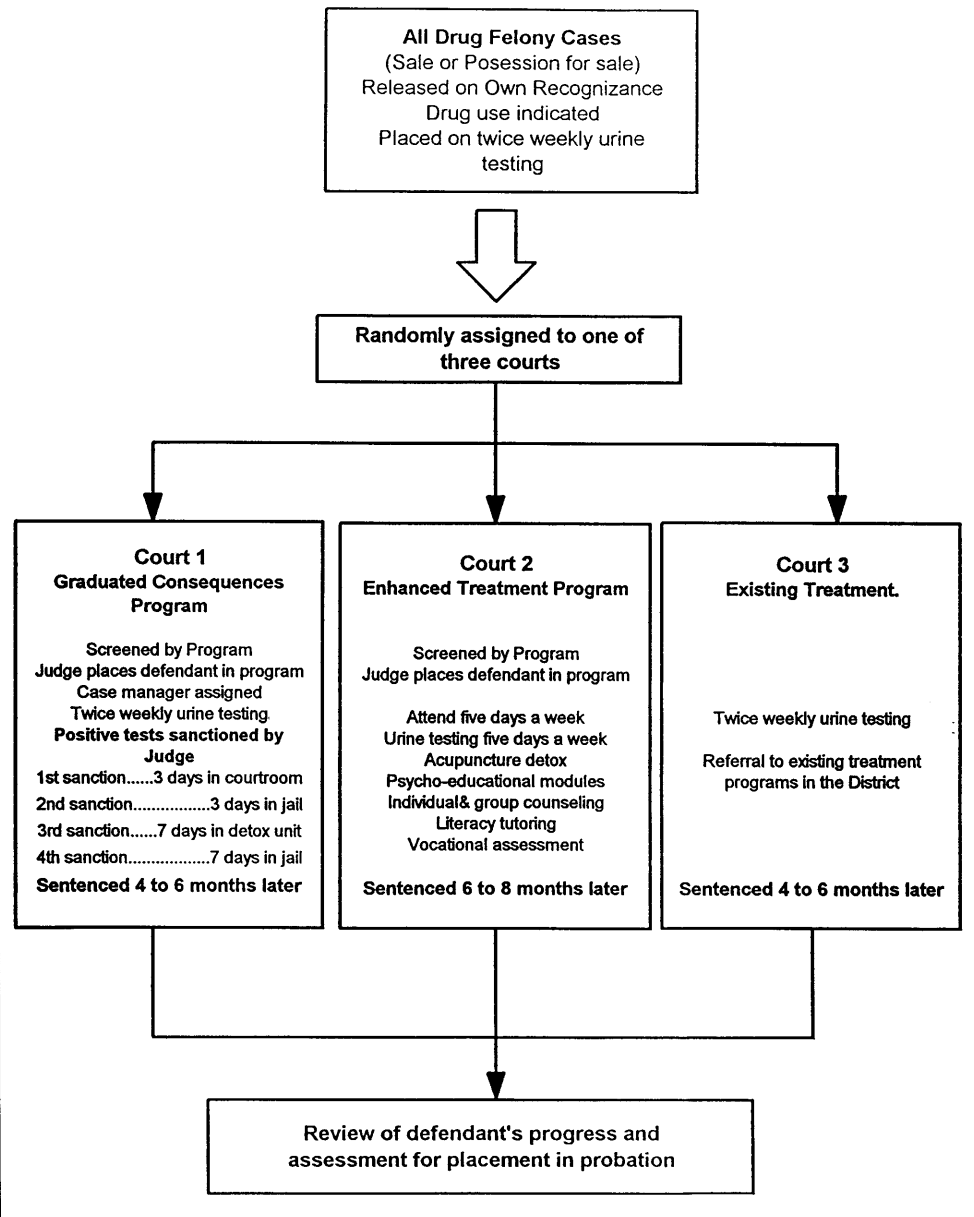 All Drug Felony Cases
(Sale or Posession for sale)
Released on Own Recognizance
Drug use indicated
Placed on twice weekly urine
testing
Randomly assigned to one of
three courts
Court 1
Graduated Consequences
Program
Screened by Program
Judge places defendant in program
Case manager assigned
Twice weekly urine testing
Positive tests sanctioned by
Judge
1st sanction......3 days in courtroom
2nd sanction.................3 days in jail
3rd sanction......7 days in detox unit
4th sanction..................7 days in jail
Sentenced 4 to 6 months later
Court 2
Enhanced Treatment Program
Screened by Program
Judge places defendant in program
Attend five days a week
Urine testing five days a week
Acupuncture detox
Psycho-educational modules
Individual& group counseling
Literacy tutoring
Vocational assessment
Sentenced 6 to 8 months later
Court 3
Existing Treatment.
Twice weekly urine testing
Referral to existing treatment
programs in the District
Sentenced 4 to 6 months later
Review of defendant's progress and
assessment for placement in probation